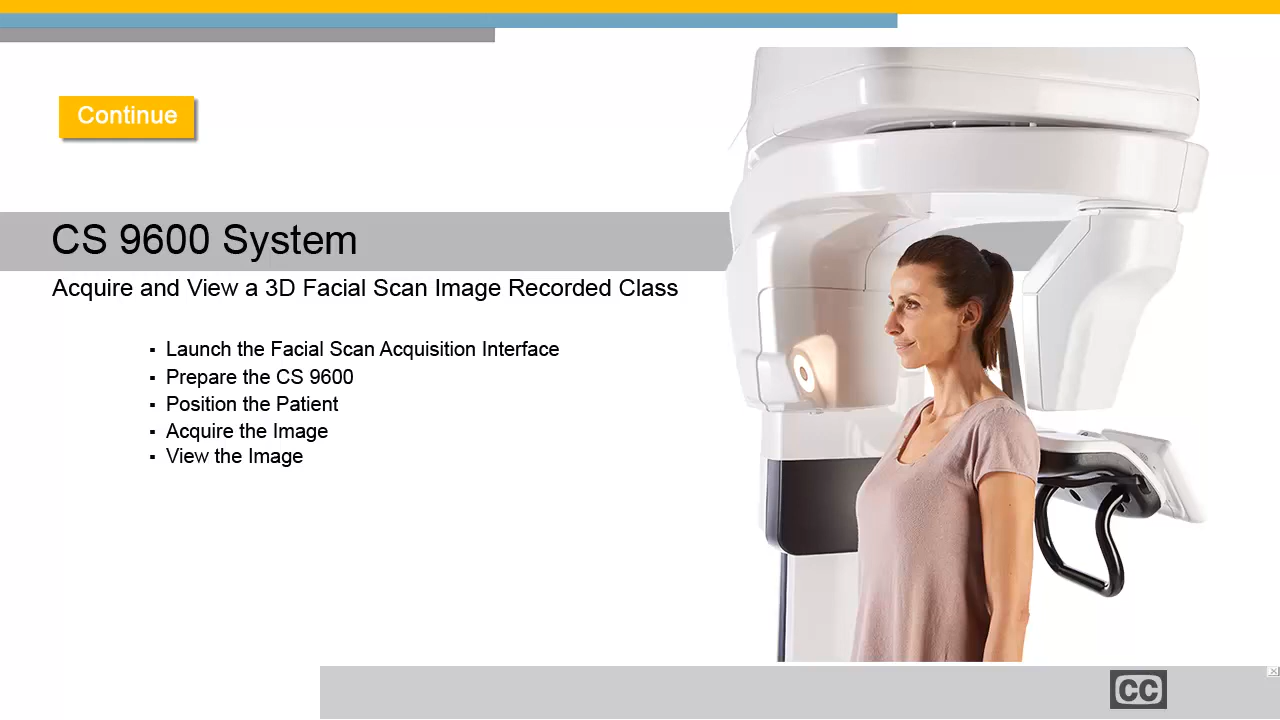 Continue
CS 9600 System
Acquire and View a 3D Facial Scan Image Recorded Class
▪ Launch the Facial Scan Acquisition Interface
▪ Prepare the CS 9600
▪ Position the Patient
▪ Acquire the Image
▪ View the Image
CC